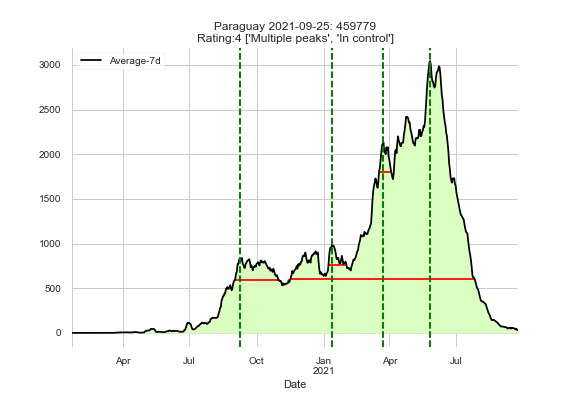 Paraguay 2021-09-25: 459779
Rating:4 ['Multiple peaks', 'In control']
Average-7d
3000
2500
2000
1500
1000
500
0
Apr
Jul
Oct
Jan
2021
Apr
Jul
Date